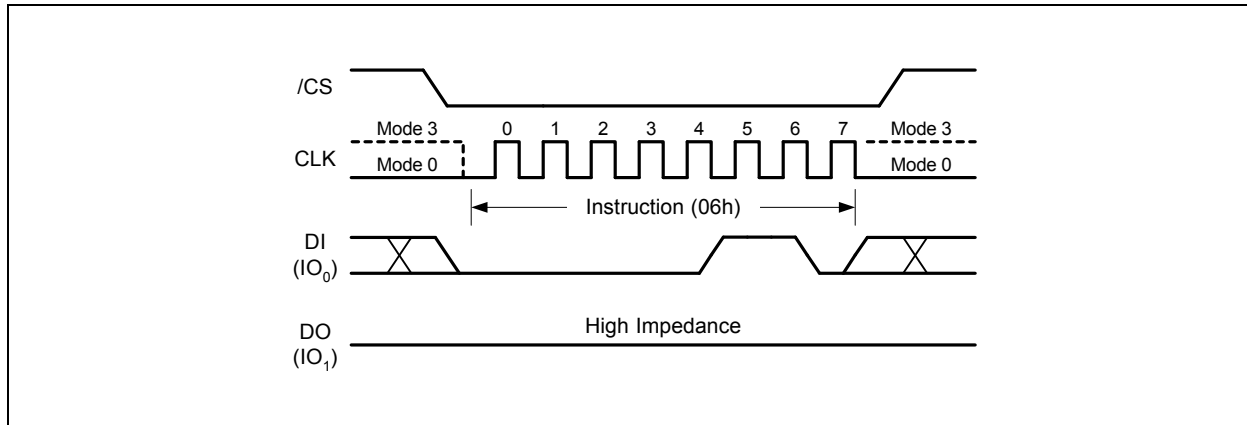 /CS
Mode 3 0 1 2 3 4 5 6 7 Mode 3
CLK
Mode 0 Mode 0
Instruction (06h)
DI
(IO₀)
High Impedance
DO
(IO₁)